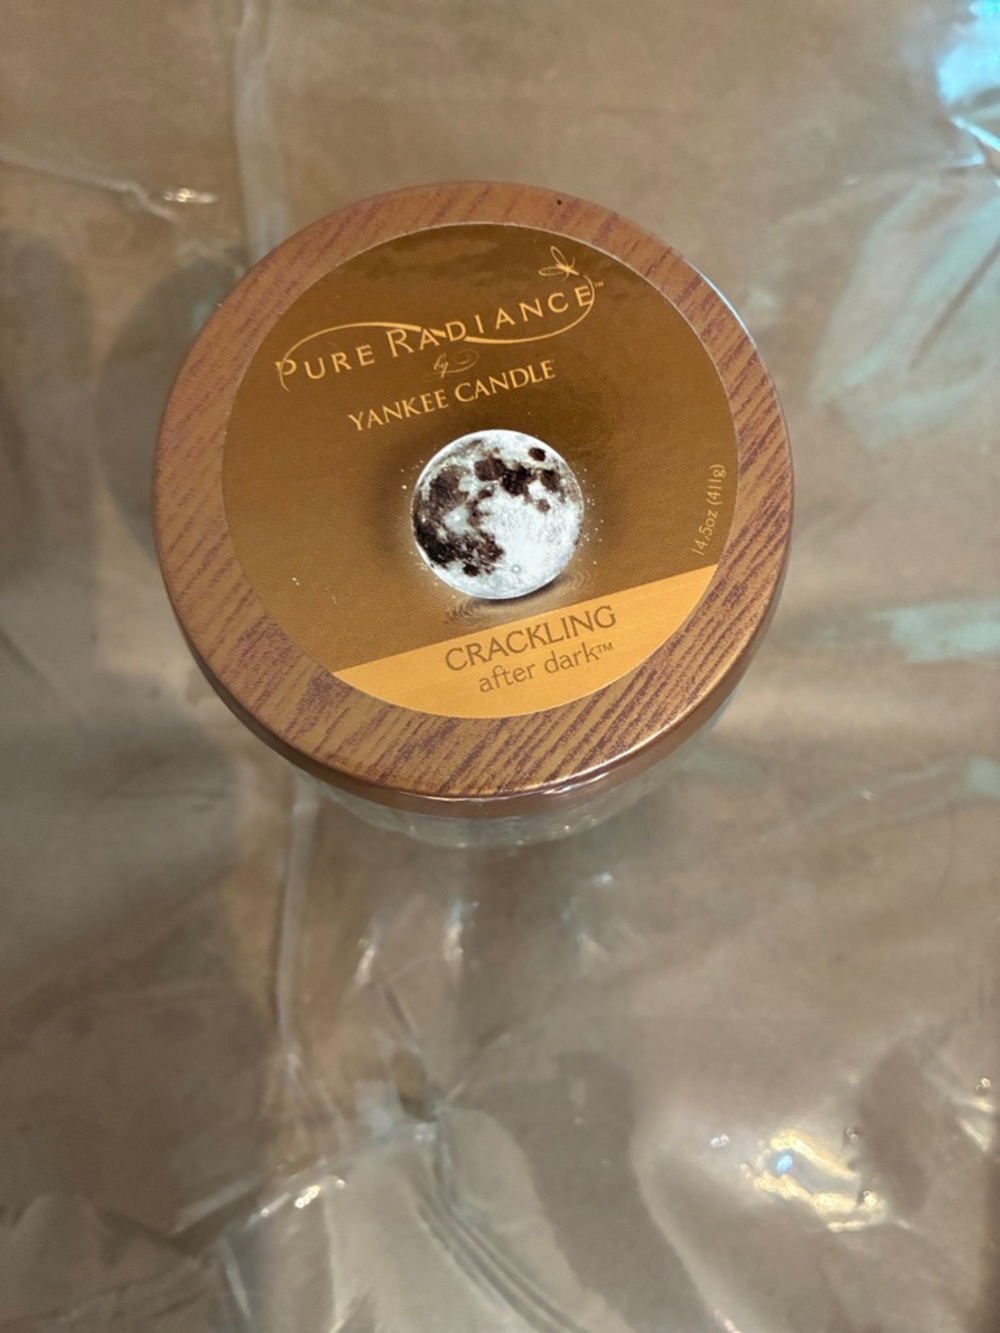 PURE RADIANCE™
by
YANKEE CANDLE
14.5oz (411g)
CRACKLING
after dark™